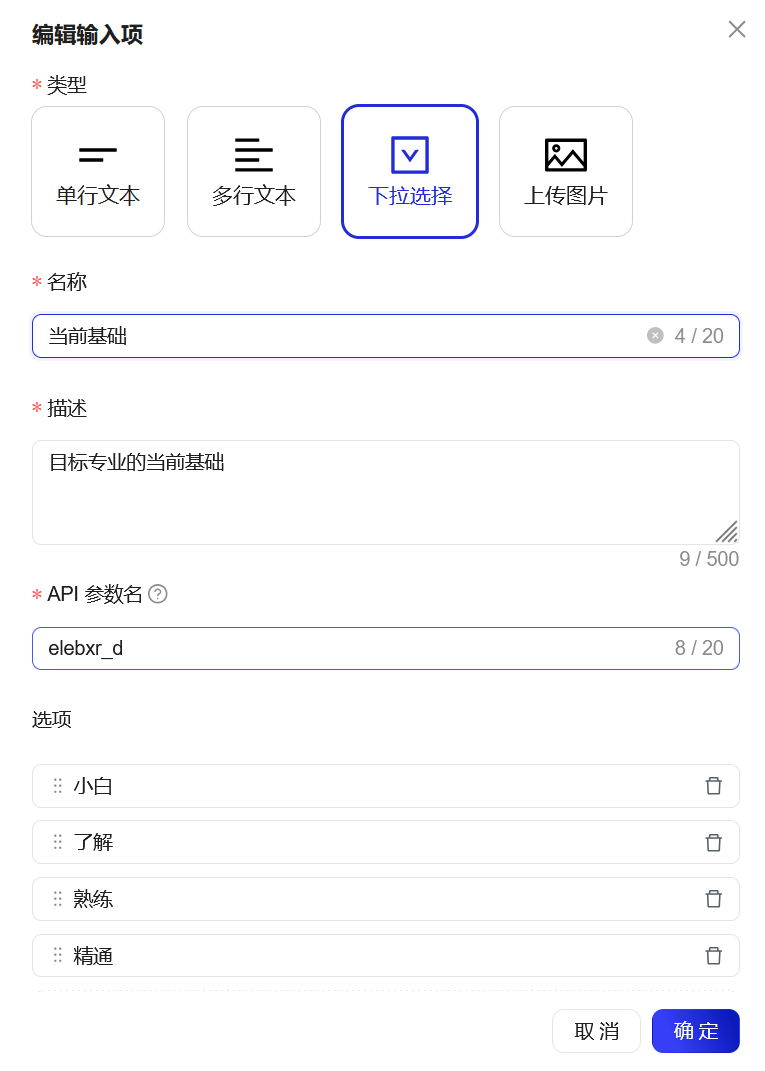 编辑输入项
* 类型
单行文本 多行文本 下拉选择 上传图片
* 名称
当前基础 4 / 20
* 描述
目标专业的当前基础
9 / 500
* API 参数名 ?
elebxr_d 8 / 20
选项
小白
了解
熟练
精通
取 消 确 定